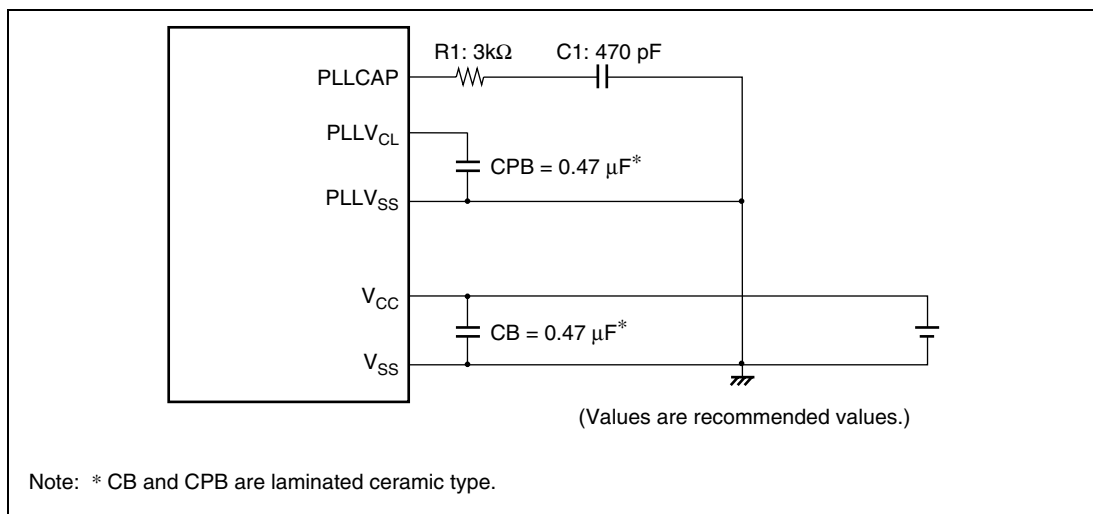 R1: 3kΩ C1: 470 pF
PLLCAP
PLLVCL
CPB = 0.47 μF*
PLLVSS
VCC
CB = 0.47 μF*
VSS
(Values are recommended values.)
Note: * CB and CPB are laminated ceramic type.